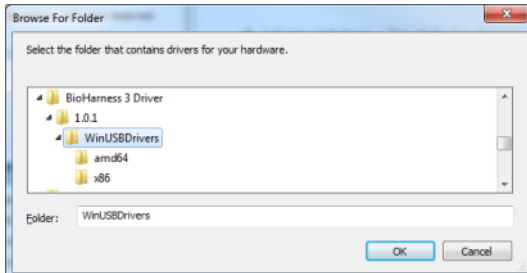 Browse For Folder
Select the folder that contains drivers for your hardware.
BioHarness 3 Driver
1.0.1
WinUSBDrivers
amd64
x86
Folder: WinUSBDrivers
OK Cancel